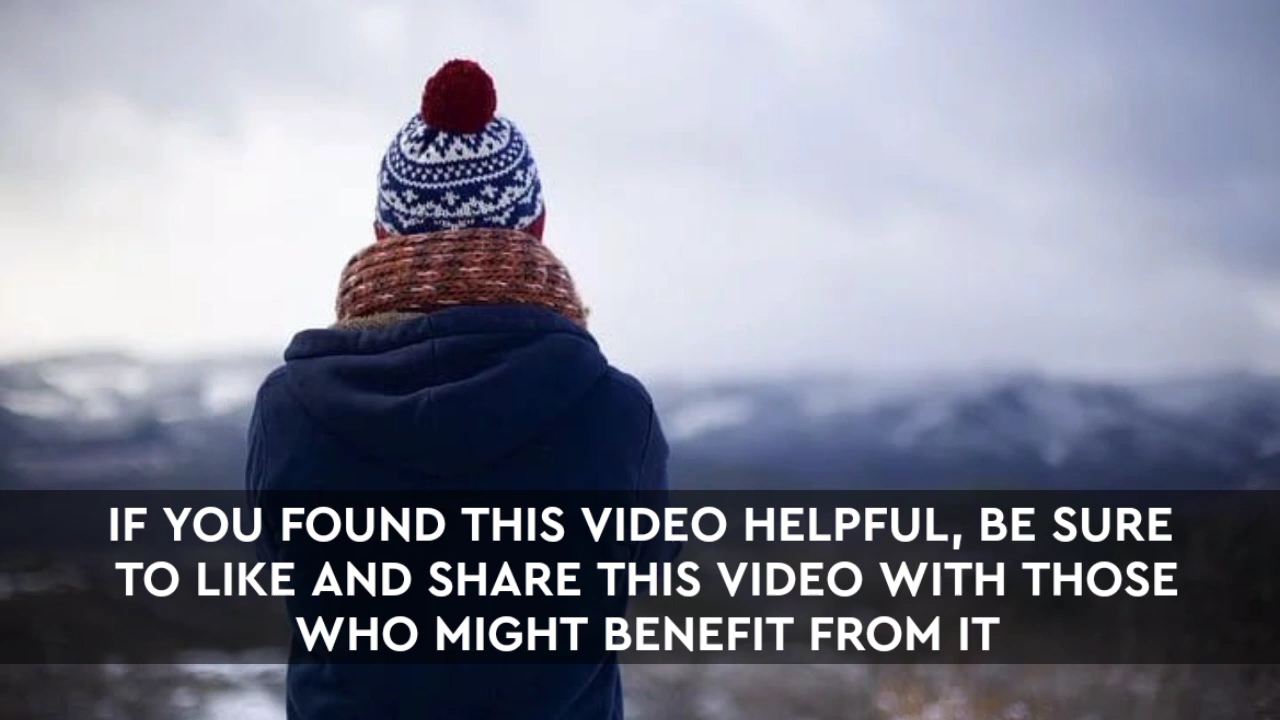 IF YOU FOUND THIS VIDEO HELPFUL, BE SURE
TO LIKE AND SHARE THIS VIDEO WITH THOSE
WHO MIGHT BENEFIT FROM IT